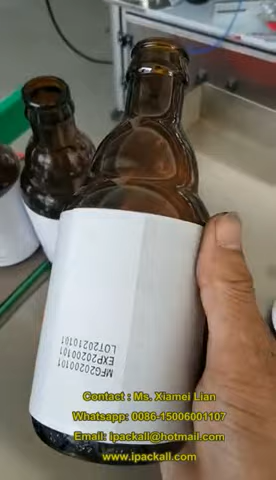 MFG20200101
EXP20200101
LOT20210101
Contact : Ms. Xiamei Lian
Whatsapp: 0086-15006001107
Email: Ipackall@hotmail.com
www.ipackall.com